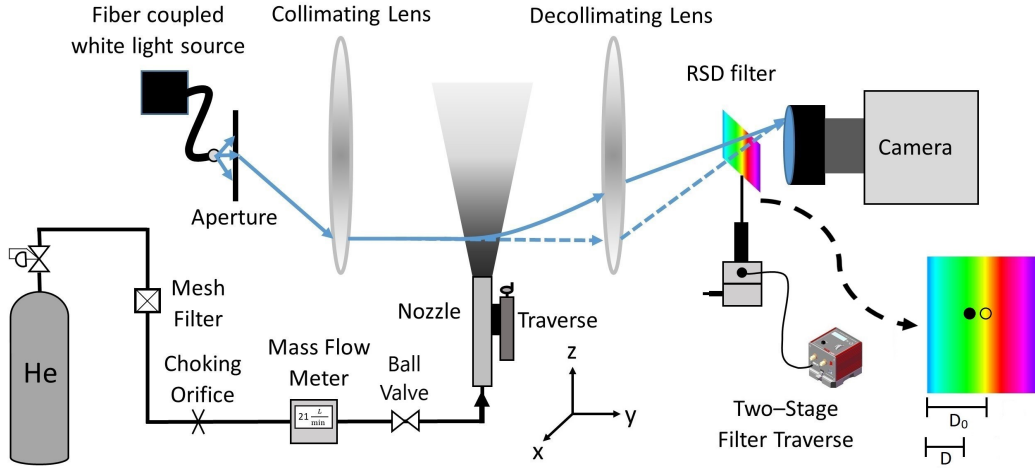 Fiber coupled
white light source
Collimating Lens
Decollimating Lens
RSD filter
Camera
Aperture
Mesh
Filter
Nozzle
Traverse
He
Choking
Orifice
Mass Flow
Meter
21 L/min
Ball
Valve
z
y
x
Two–Stage
Filter Traverse
D₀
D